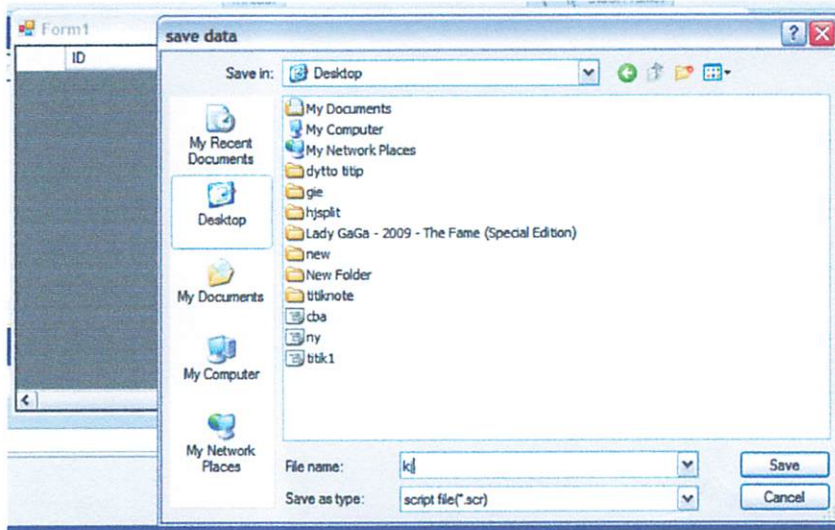 Form1
ID
save data
Save in:
Desktop
My Recent
Documents
Desktop
My Documents
My Computer
My Network
Places
My Documents
My Computer
My Network Places
dytto titip
gie
hjsplit
Lady GaGa - 2009 - The Fame (Special Edition)
new
New Folder
titiknote
cba
ny
titik1
File name:
Save as type:
script file(*.scr)
Save
Cancel